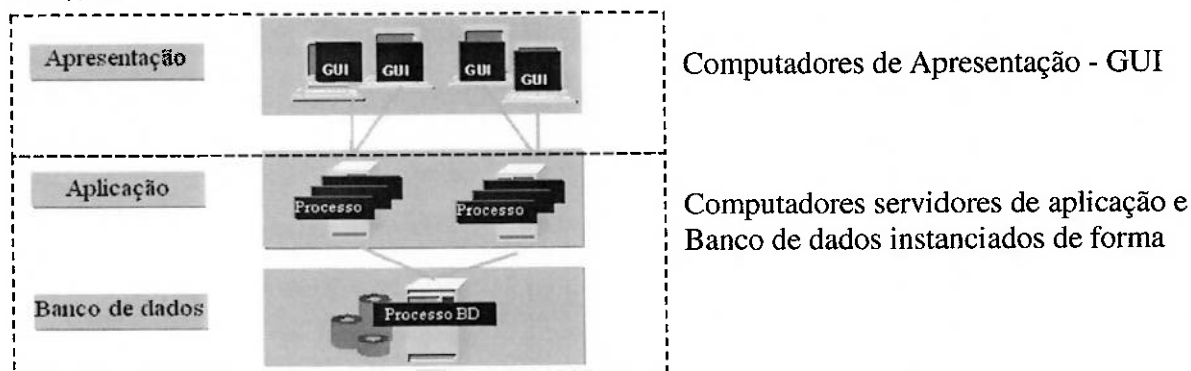 Apresentação
GUI
GUI
GUI
GUI
Computadores de Apresentação - GUI
Aplicação
Processo
Processo
Computadores servidores de aplicação e
Banco de dados instanciados de forma
Banco de dados
Processo BD